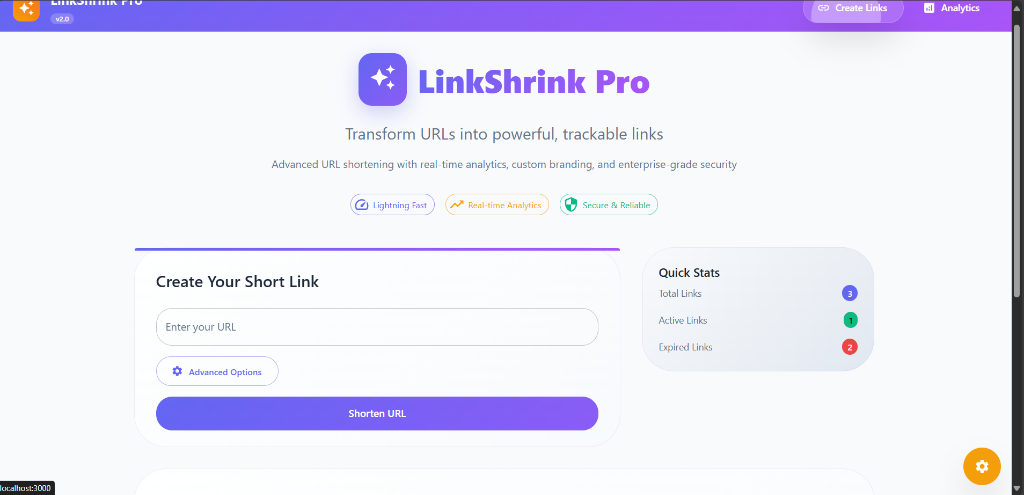 LinkShrink Pro
v2.0
Create Links
Analytics
LinkShrink Pro
Transform URLs into powerful, trackable links
Advanced URL shortening with real-time analytics, custom branding, and enterprise-grade security
Lightning Fast
Real-time Analytics
Secure & Reliable
Create Your Short Link
Enter your URL
Advanced Options
Shorten URL
Quick Stats
Total Links 3
Active Links 1
Expired Links 2
localhost:3000